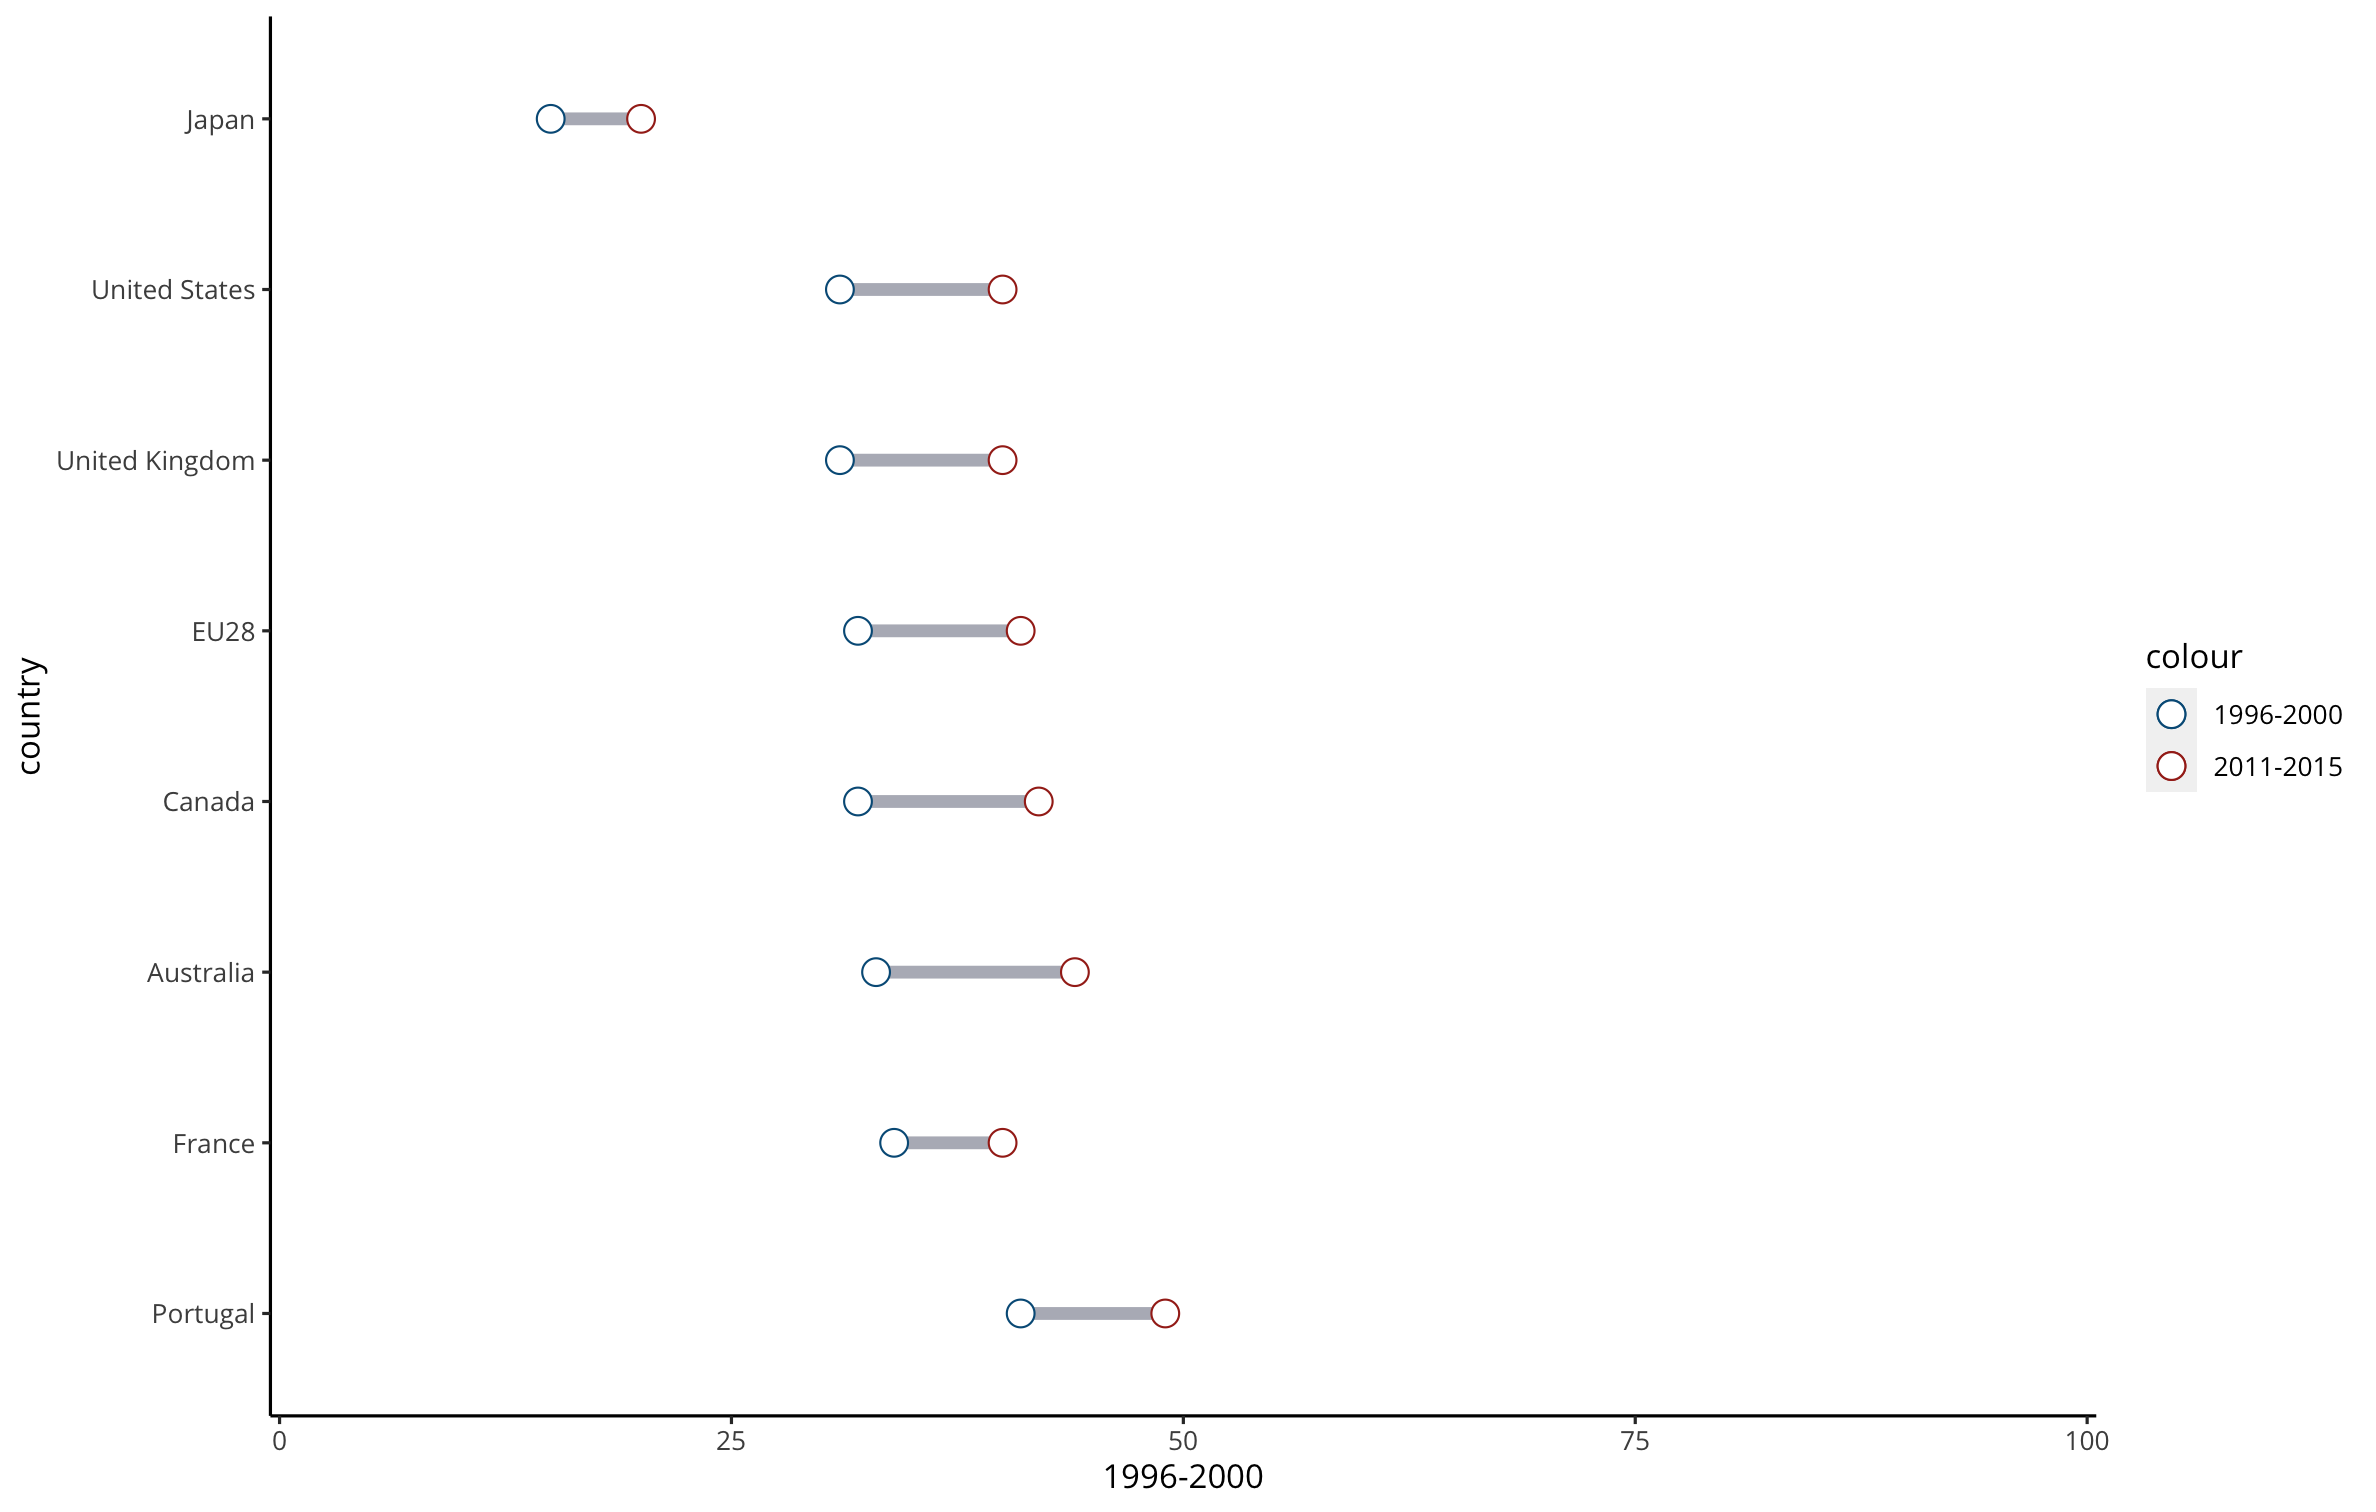 Japan
United States
United Kingdom
EU28
Canada
Australia
France
Portugal
country
0 25 50 75 100
1996-2000
colour
1996-2000
2011-2015